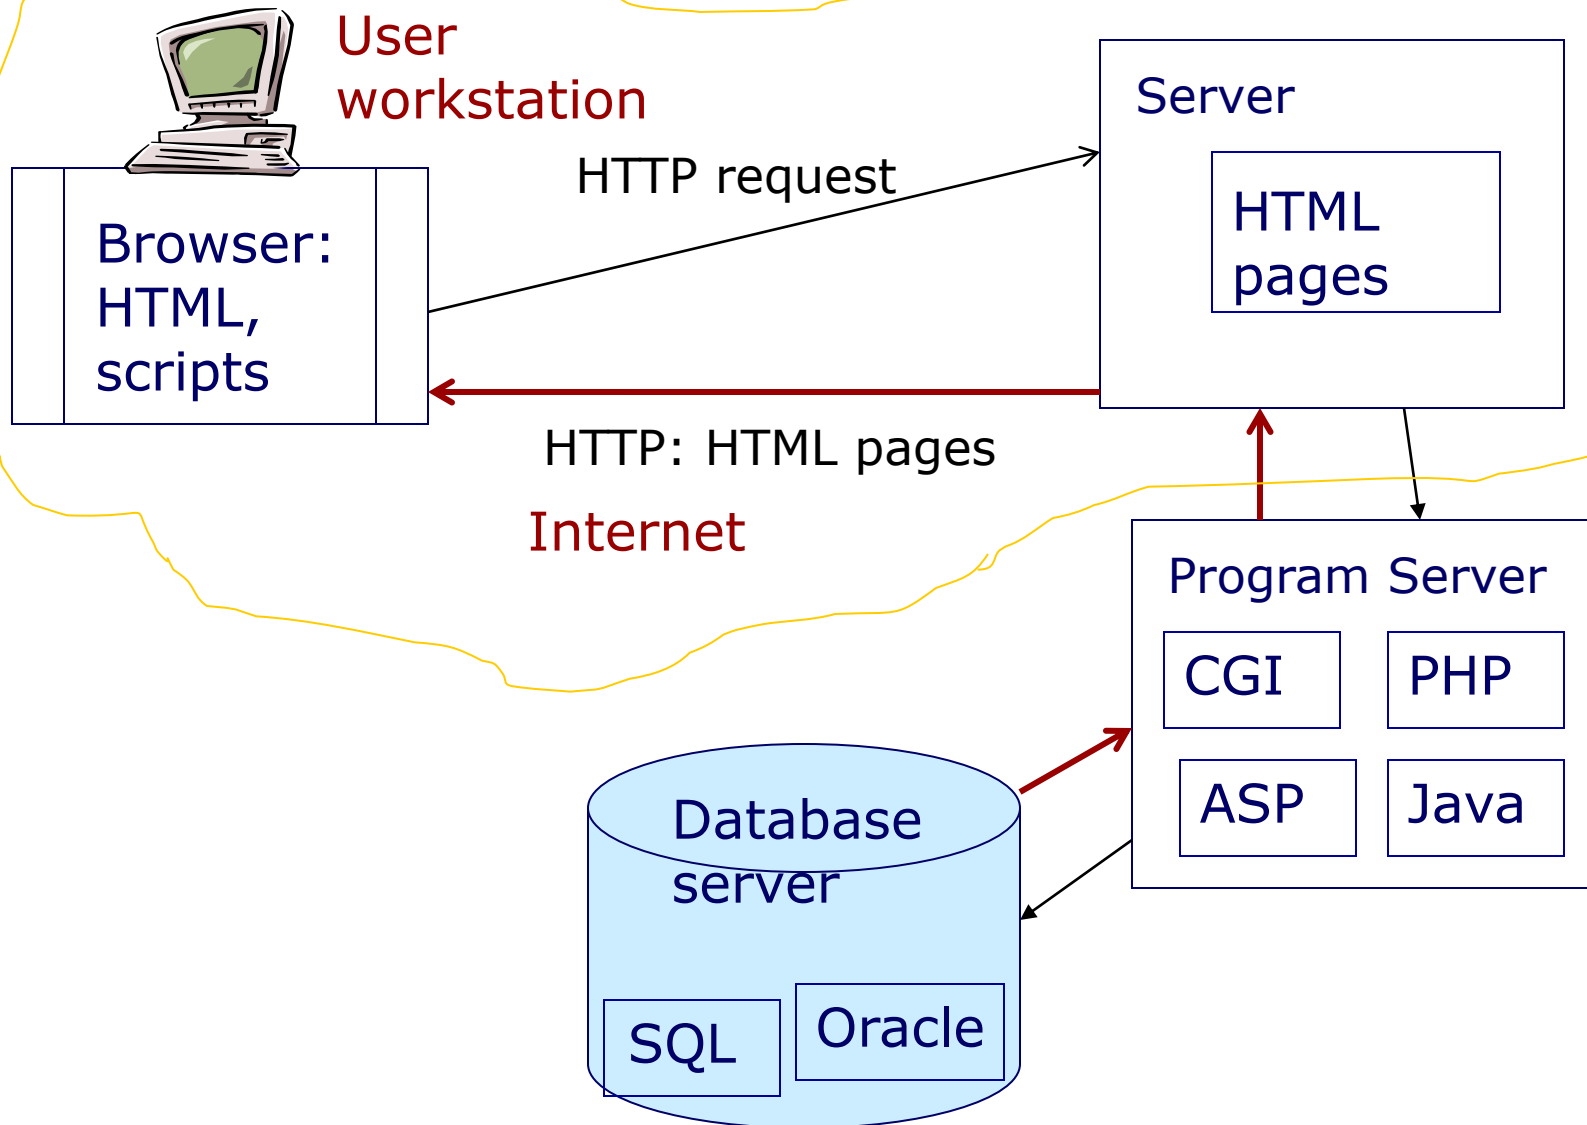 User
workstation
Server
HTTP request
HTML
pages
Browser:
HTML,
scripts
HTTP: HTML pages
Internet
Program Server
CGI
PHP
ASP
Java
Database
server
SQL
Oracle